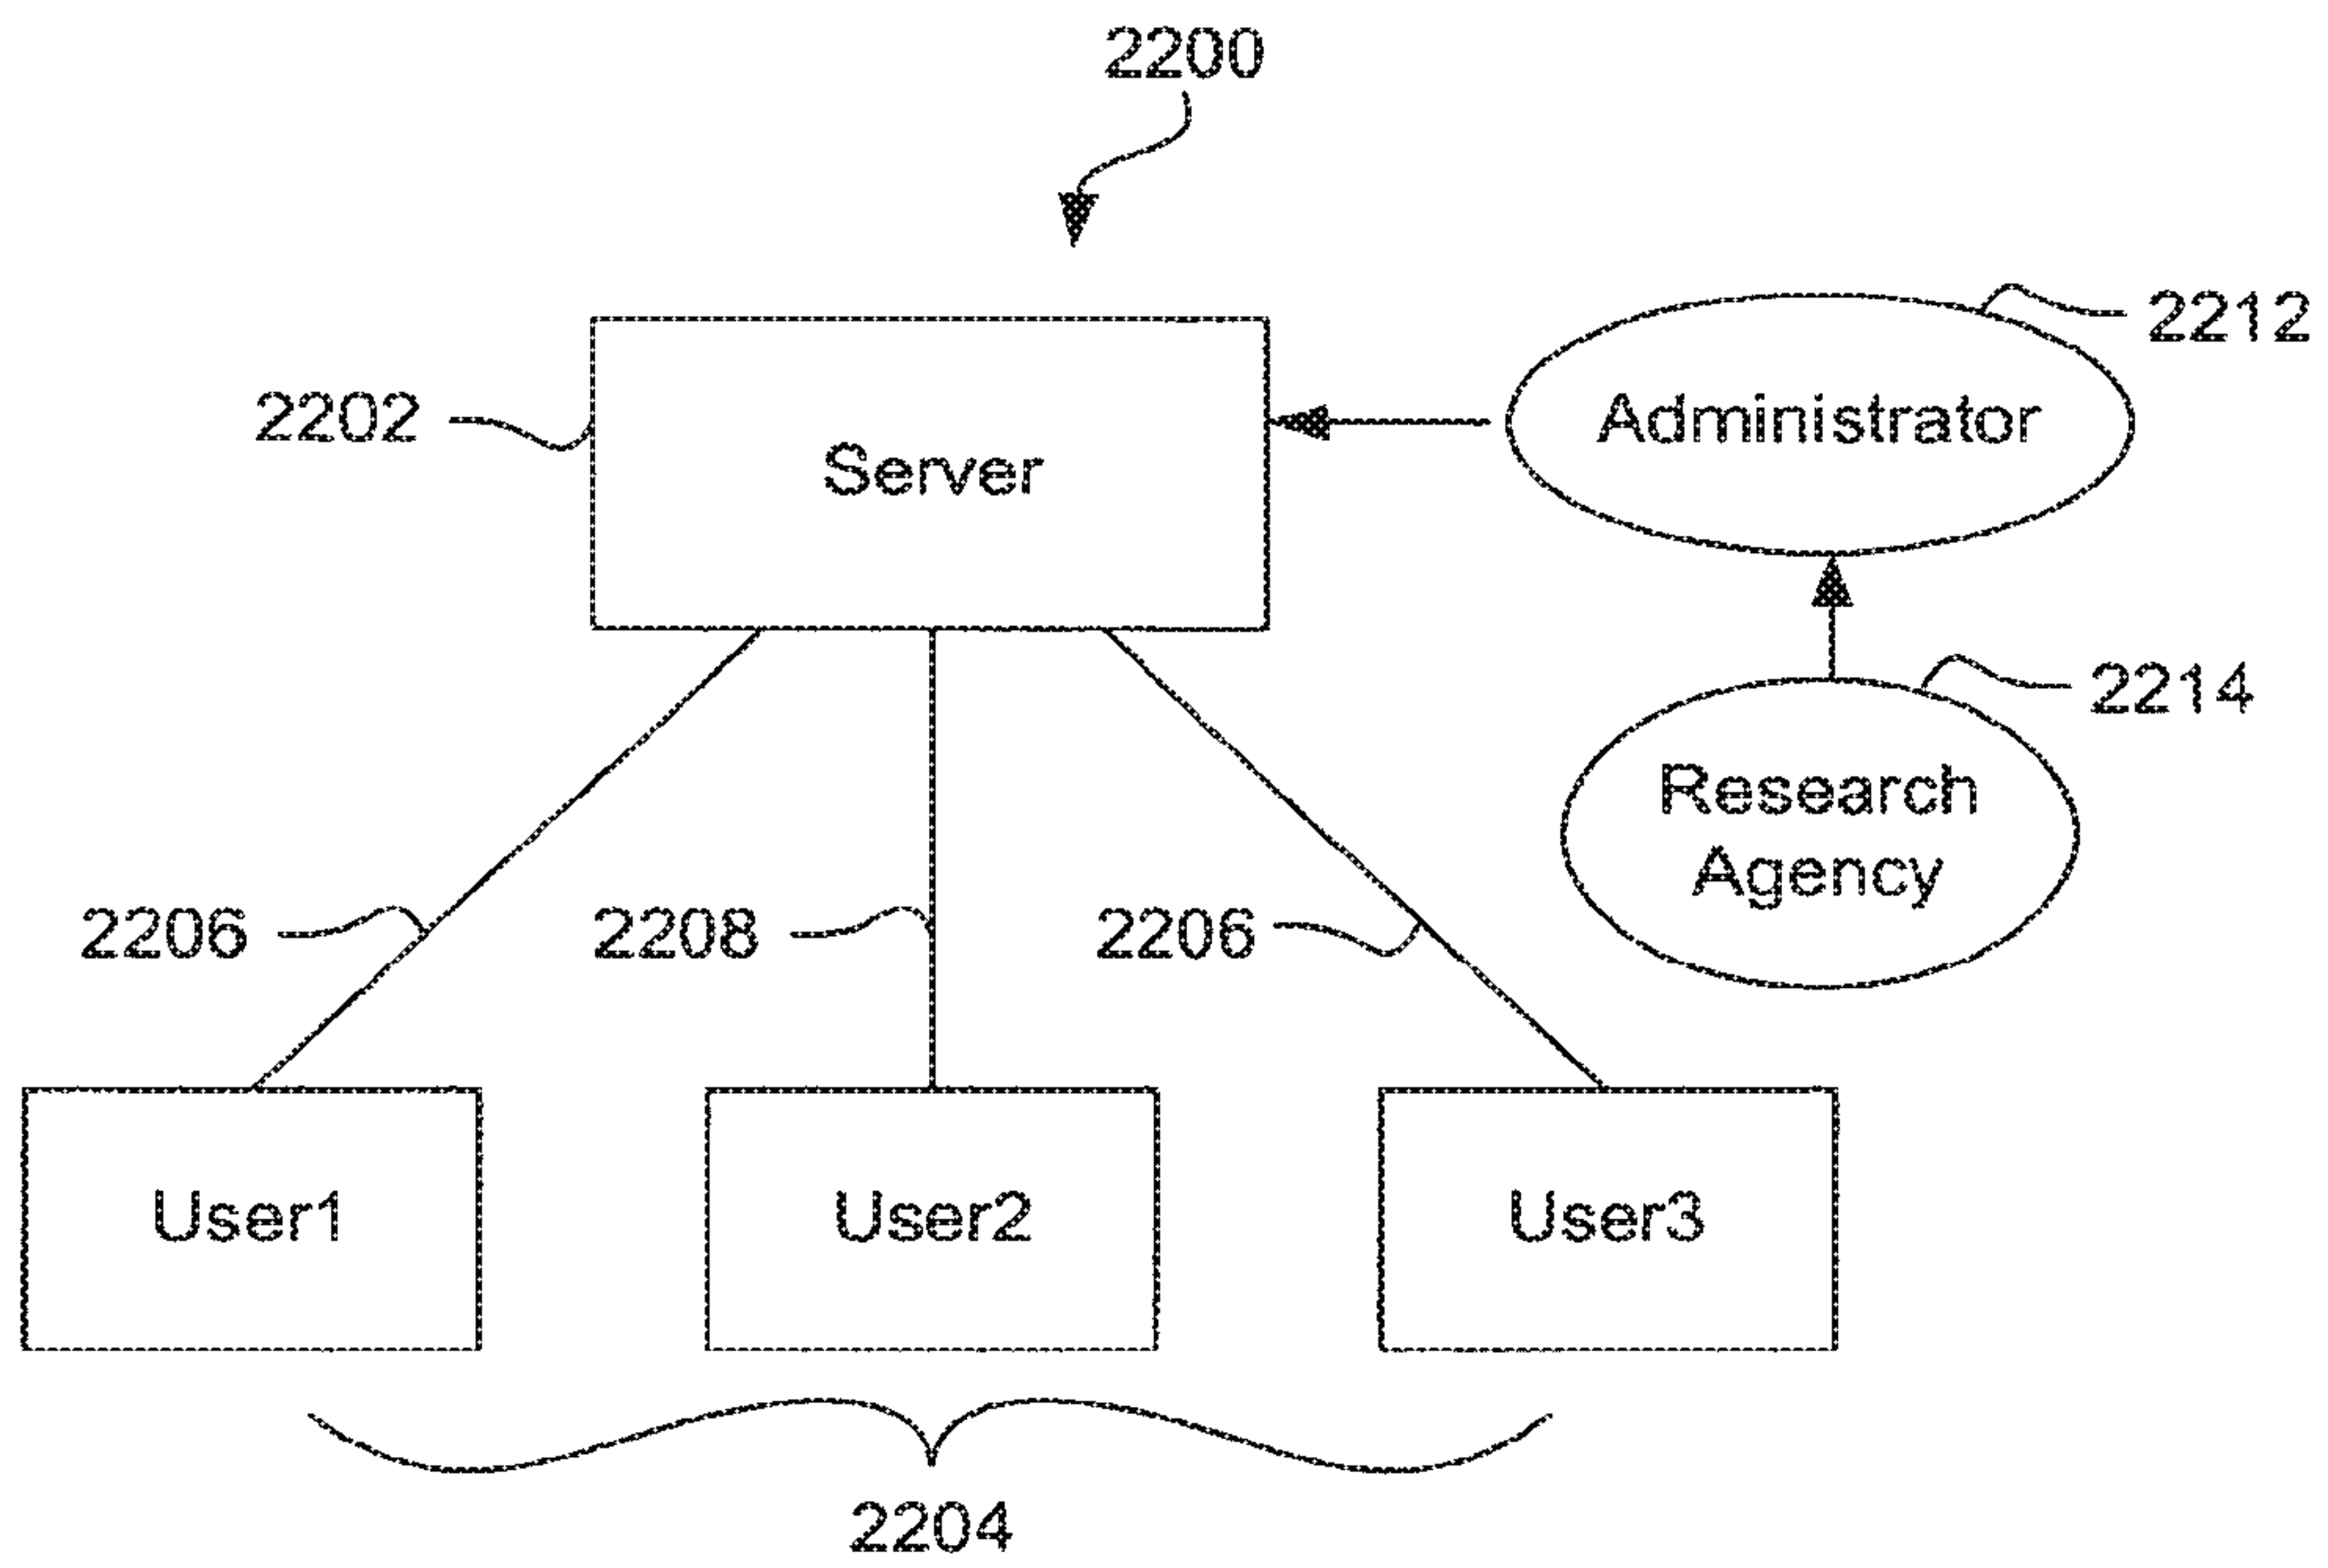 2200
2212
2202
Administrator
Server
2214
Research
Agency
2206
2208
2206
User1
User2
User3
2204